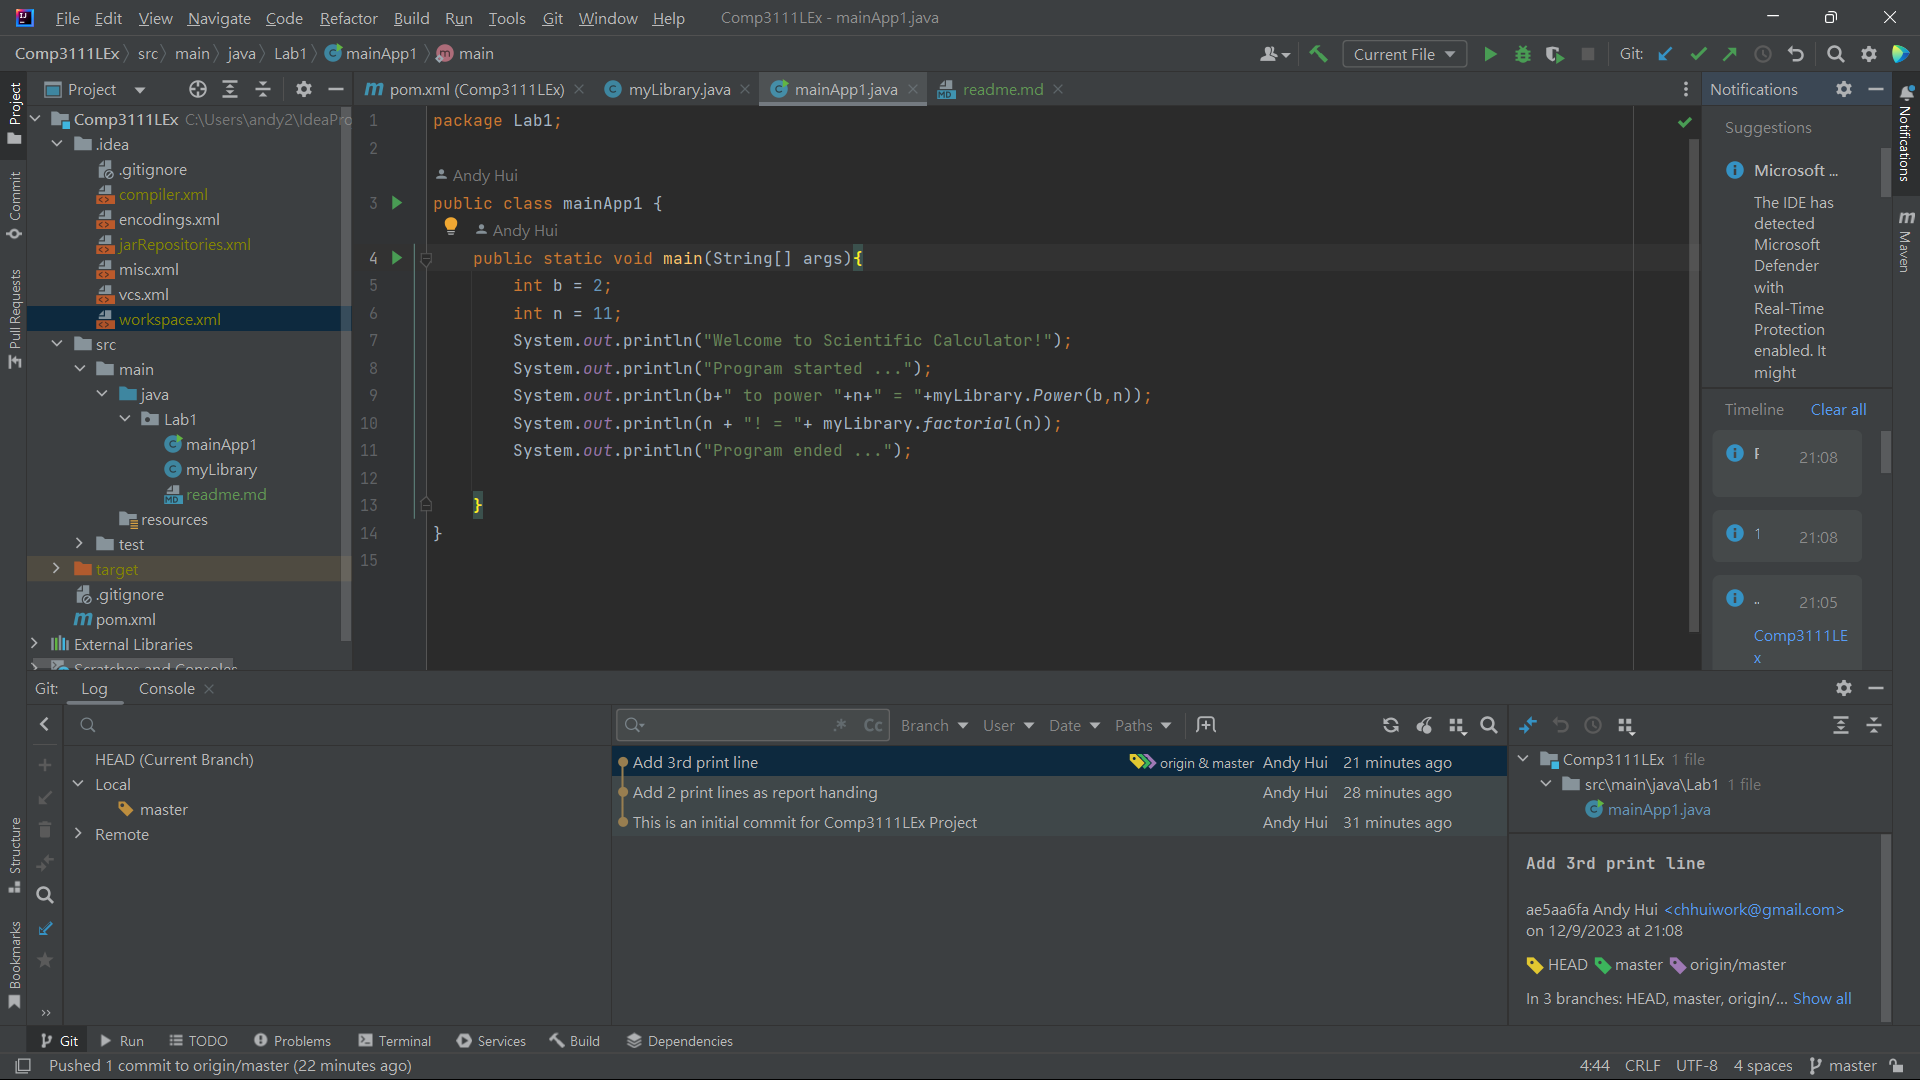 File Edit View Navigate Code Refactor Build Run Tools Git Window Help Comp3111LEx - mainApp1.java
Comp3111LEx src main java Lab1 mainApp1 main
Current File
Git:
Project
pom.xml (Comp3111LEx) myLibrary.java mainApp1.java readme.md
Notifications
Project
Commit
Pull Requests
Structure
Bookmarks
Comp3111LEx C:\Users\andy2\IdeaPro
.idea
.gitignore
compiler.xml
encodings.xml
jarRepositories.xml
misc.xml
vcs.xml
workspace.xml
src
main
java
Lab1
mainApp1
myLibrary
readme.md
resources
test
target
.gitignore
pom.xml
External Libraries
Scratches and Consoles
1 package Lab1;
2
Andy Hui
3 public class mainApp1 {
Andy Hui
4 public static void main(String[] args){
5 int b = 2;
6 int n = 11;
7 System.out.println("Welcome to Scientific Calculator!");
8 System.out.println("Program started ...");
9 System.out.println(b+" to power "+n+" = "+myLibrary.Power(b,n));
10 System.out.println(n + "! = "+ myLibrary.factorial(n));
11 System.out.println("Program ended ...");
12
13 }
14 }
15
Suggestions
Microsoft ...
The IDE has
detected
Microsoft
Defender
with
Real-Time
Protection
enabled. It
might
Timeline Clear all
21:08
1 21:08
.. 21:05
Comp3111LE
x
Notifications
Maven
Git: Log Console
HEAD (Current Branch)
Local
master
Remote
.* Cc Branch User Date Paths
Add 3rd print line origin & master Andy Hui 21 minutes ago
Add 2 print lines as report handing Andy Hui 28 minutes ago
This is an initial commit for Comp3111LEx Project Andy Hui 31 minutes ago
Comp3111LEx 1 file
src\main\java\Lab1 1 file
mainApp1.java
Add 3rd print line
ae5aa6fa Andy Hui <chhuiwork@gmail.com>
on 12/9/2023 at 21:08
HEAD master origin/master
In 3 branches: HEAD, master, origin/... Show all
Git Run TODO Problems Terminal Services Build Dependencies
Pushed 1 commit to origin/master (22 minutes ago)
4:44 CRLF UTF-8 4 spaces master